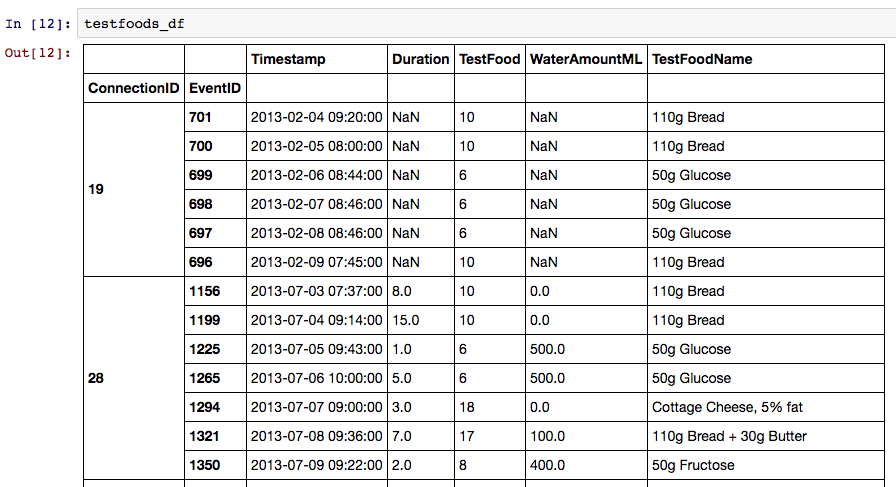 In [12]: testfoods_df
Out[12]:
Timestamp Duration TestFood WaterAmountML TestFoodName
ConnectionID EventID
19 701 2013-02-04 09:20:00 NaN 10 NaN 110g Bread
700 2013-02-05 08:00:00 NaN 10 NaN 110g Bread
699 2013-02-06 08:44:00 NaN 6 NaN 50g Glucose
698 2013-02-07 08:46:00 NaN 6 NaN 50g Glucose
697 2013-02-08 08:46:00 NaN 6 NaN 50g Glucose
696 2013-02-09 07:45:00 NaN 10 NaN 110g Bread
28 1156 2013-07-03 07:37:00 8.0 10 0.0 110g Bread
1199 2013-07-04 09:14:00 15.0 10 0.0 110g Bread
1225 2013-07-05 09:43:00 1.0 6 500.0 50g Glucose
1265 2013-07-06 10:00:00 5.0 6 500.0 50g Glucose
1294 2013-07-07 09:00:00 3.0 18 0.0 Cottage Cheese, 5% fat
1321 2013-07-08 09:36:00 7.0 17 100.0 110g Bread + 30g Butter
1350 2013-07-09 09:22:00 2.0 8 400.0 50g Fructose